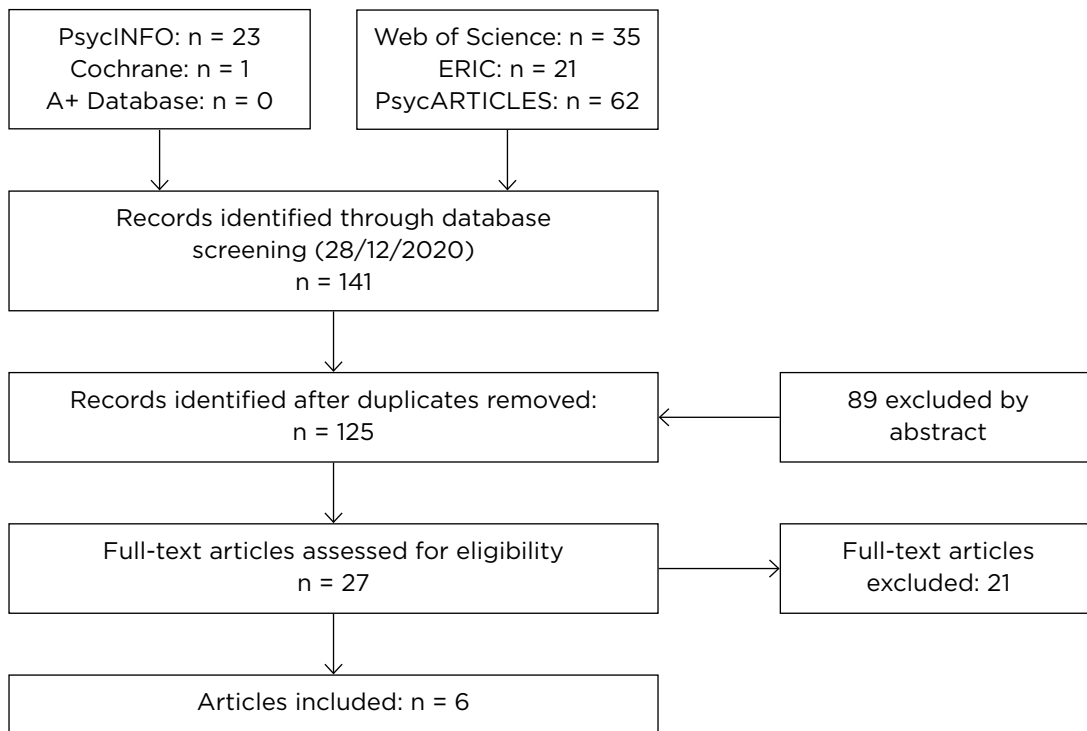 PsycINFO: n = 23
Cochrane: n = 1
A+ Database: n = 0
Web of Science: n = 35
ERIC: n = 21
PsycARTICLES: n = 62
Records identified through database
screening (28/12/2020)
n = 141
Records identified after duplicates removed:
n = 125
89 excluded by
abstract
Full-text articles assessed for eligibility
n = 27
Full-text articles
excluded: 21
Articles included: n = 6